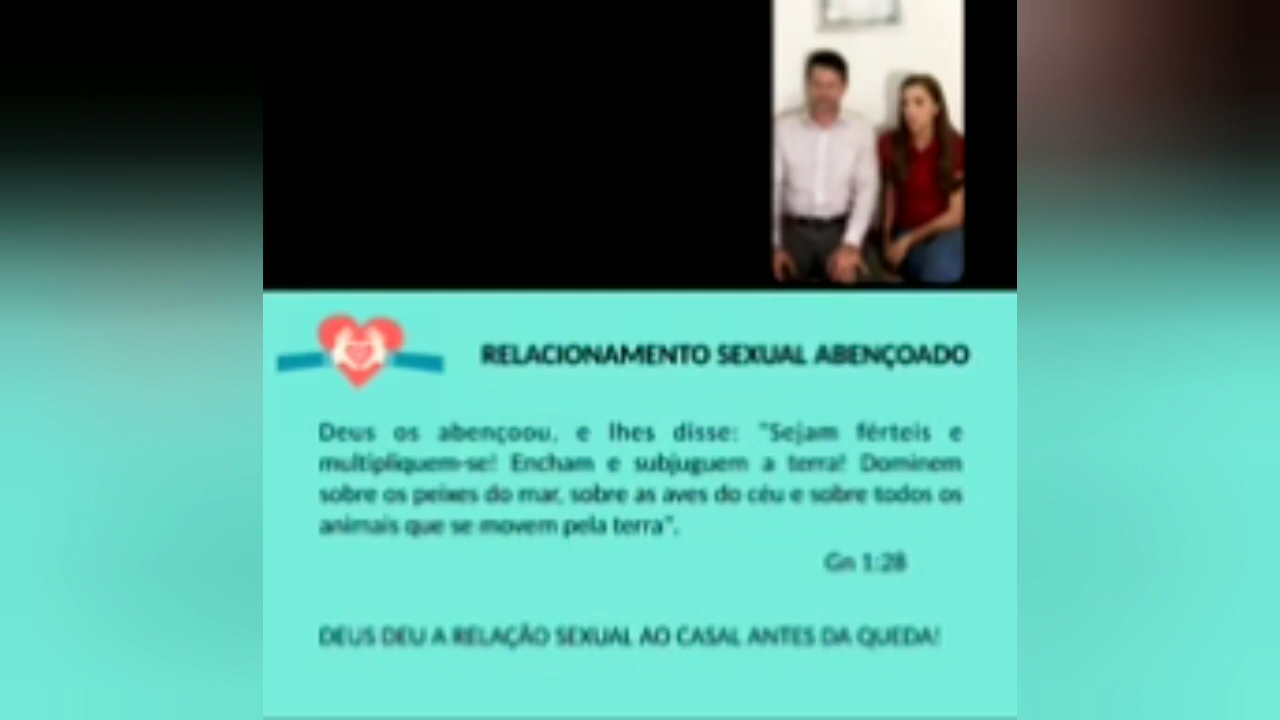 RELACIONAMENTO SEXUAL ABENÇOADO
Deus os abençoou, e lhes disse: "Sejam férteis e
multipliquem-se! Encham e subjuguem a terra! Dominem
sobre os peixes do mar, sobre as aves do céu e sobre todos os
animais que se movem pela terra".
Gn 1:28
DEUS DEU A RELAÇÃO SEXUAL AO CASAL ANTES DA QUEDA!